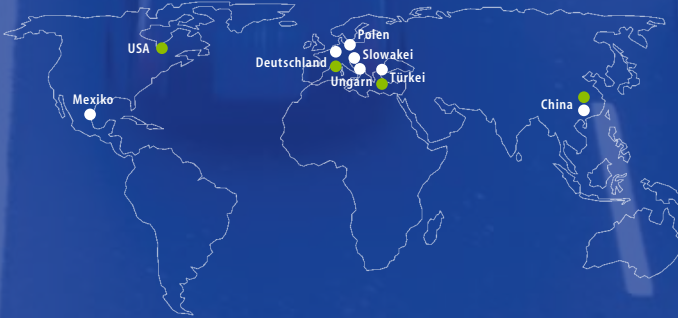 Polen
USA
Slowakei
Deutschland
Ungarn
Türkei
Mexiko
China